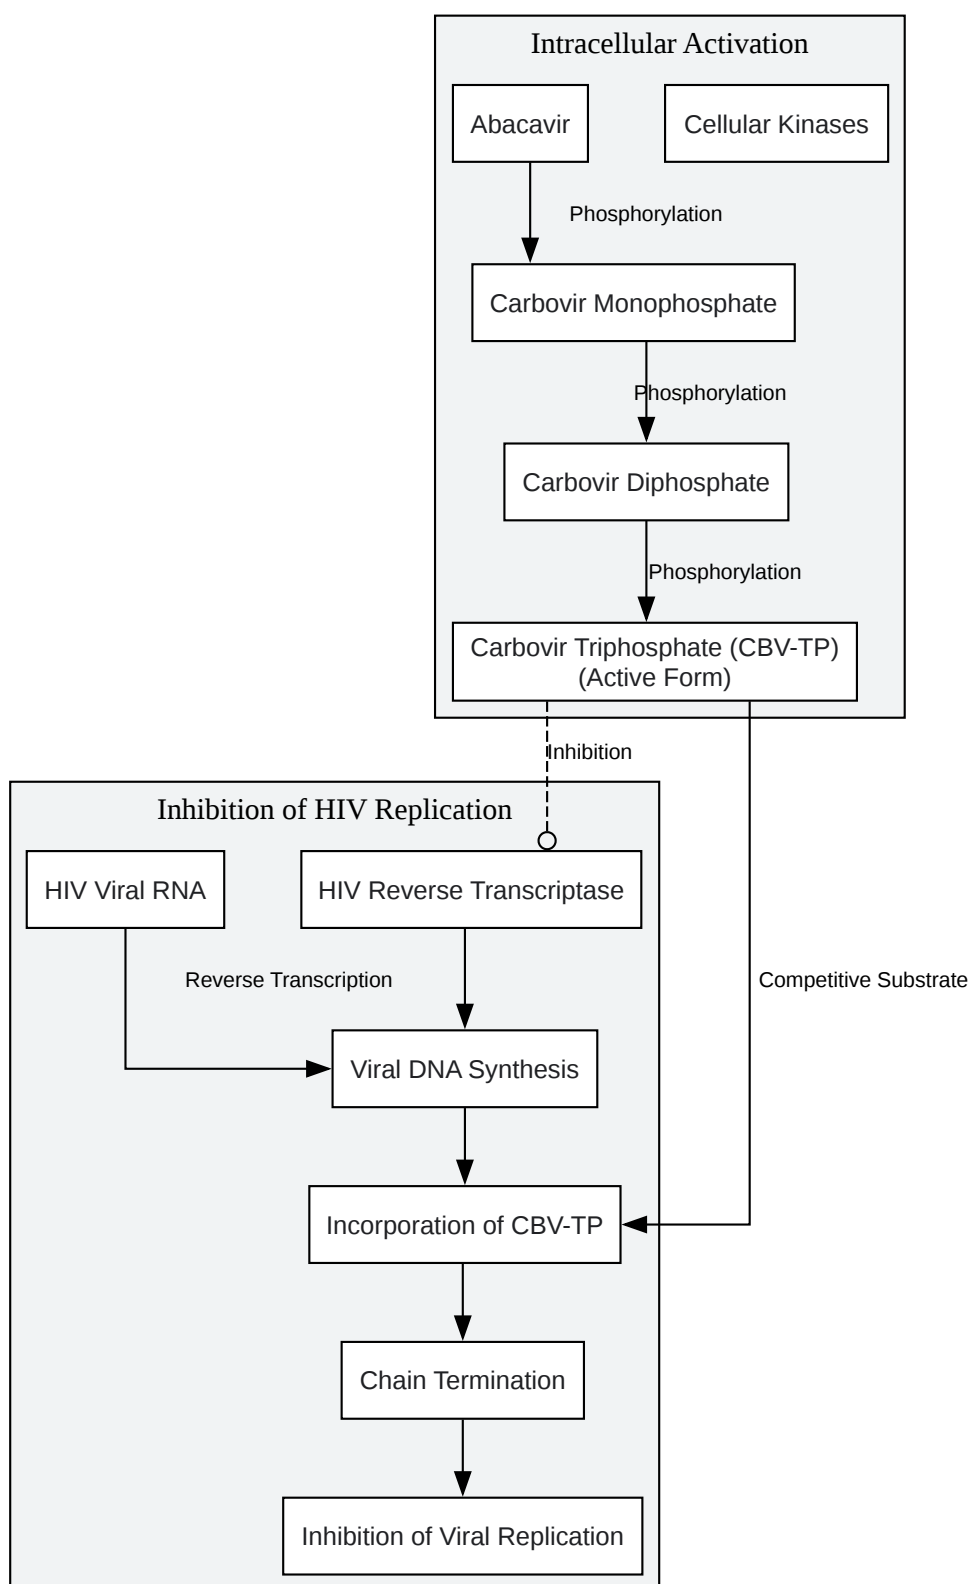 Intracellular Activation
Abacavir
Cellular Kinases
Phosphorylation
Carbovir Monophosphate
Phosphorylation
Carbovir Diphosphate
Phosphorylation
Carbovir Triphosphate (CBV-TP)
(Active Form)
Inhibition
Inhibition of HIV Replication
HIV Viral RNA
HIV Reverse Transcriptase
Reverse Transcription
Competitive Substrate
Viral DNA Synthesis
Incorporation of CBV-TP
Chain Termination
Inhibition of Viral Replication